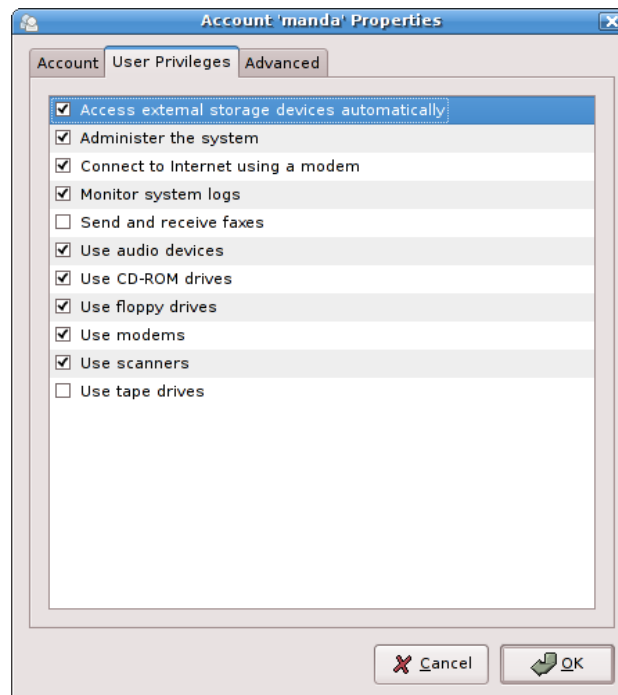 Account 'manda' Properties
Account User Privileges Advanced
Access external storage devices automatically
Administer the system
Connect to Internet using a modem
Monitor system logs
Send and receive faxes
Use audio devices
Use CD-ROM drives
Use floppy drives
Use modems
Use scanners
Use tape drives
Cancel OK